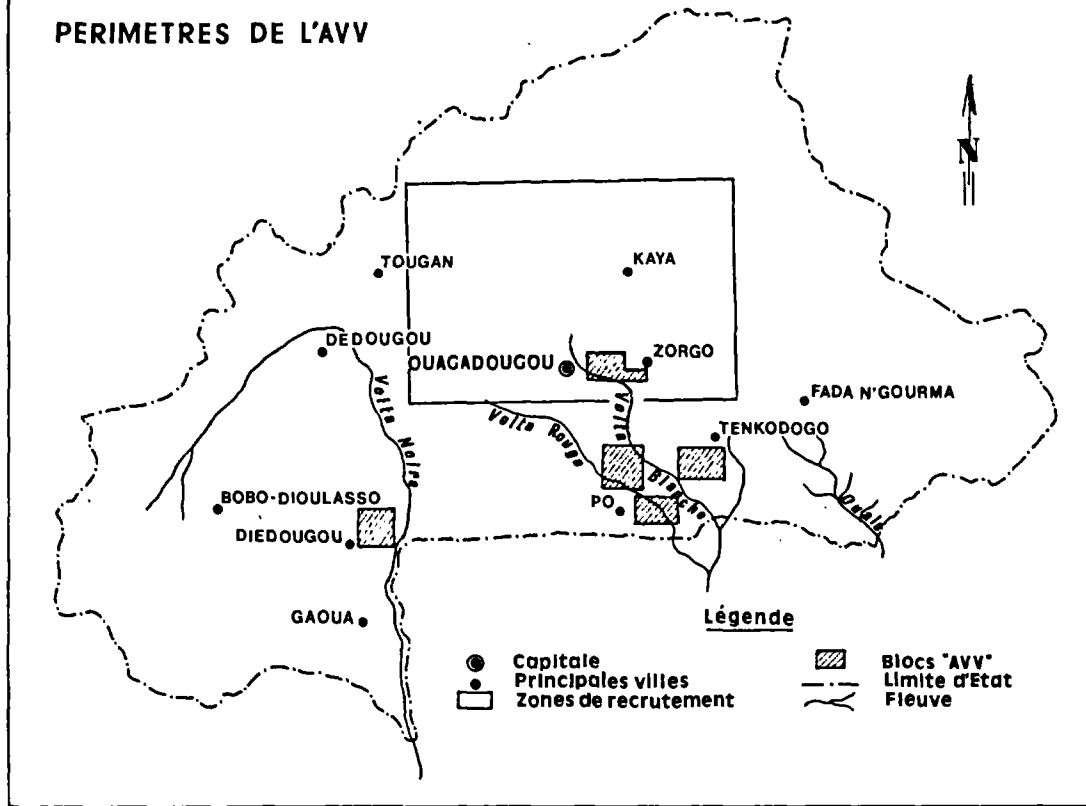 PERIMETRES DE L'AVV
N
TOUGAN
KAYA
DEDOUGOU
OUAGADOUGOU
ZORGO
FADA N'GOURMA
Volta Noire
Volta Rouge
Volta Blanche
TENKODOGO
BOBO-DIOULASSO
PO
DIEDOUGOU
GAOUA
Légende
Capitale
Principales villes
Zones de recrutement
Blocs "AVV"
Limite d'Etat
Fleuve